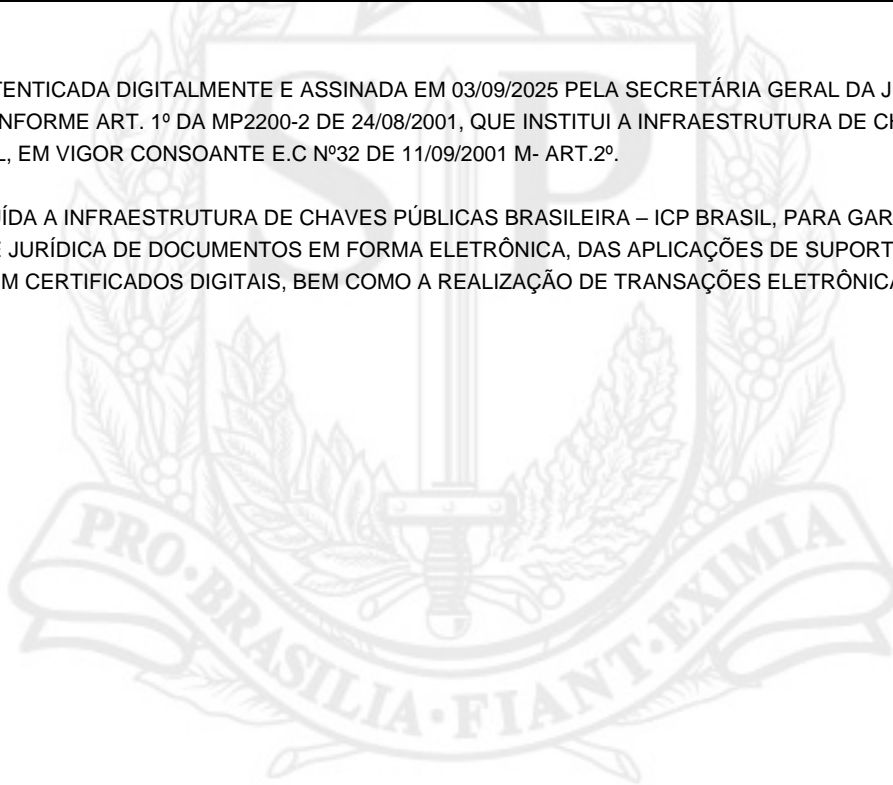 TENTICADA DIGITALMENTE E ASSINADA EM 03/09/2025 PELA SECRETÁRIA GERAL DA J
NFORME ART. 1º DA MP2200-2 DE 24/08/2001, QUE INSTITUI A INFRAESTRUTURA DE CH
L, EM VIGOR CONSOANTE E.C Nº32 DE 11/09/2001 M- ART.2º.
ÍDA A INFRAESTRUTURA DE CHAVES PÚBLICAS BRASILEIRA – ICP BRASIL, PARA GAR
E JURÍDICA DE DOCUMENTOS EM FORMA ELETRÔNICA, DAS APLICAÇÕES DE SUPORT
M CERTIFICADOS DIGITAIS, BEM COMO A REALIZAÇÃO DE TRANSAÇÕES ELETRÔNICA
SP
PRO·BRASILIA·FIANT·EXIMIA